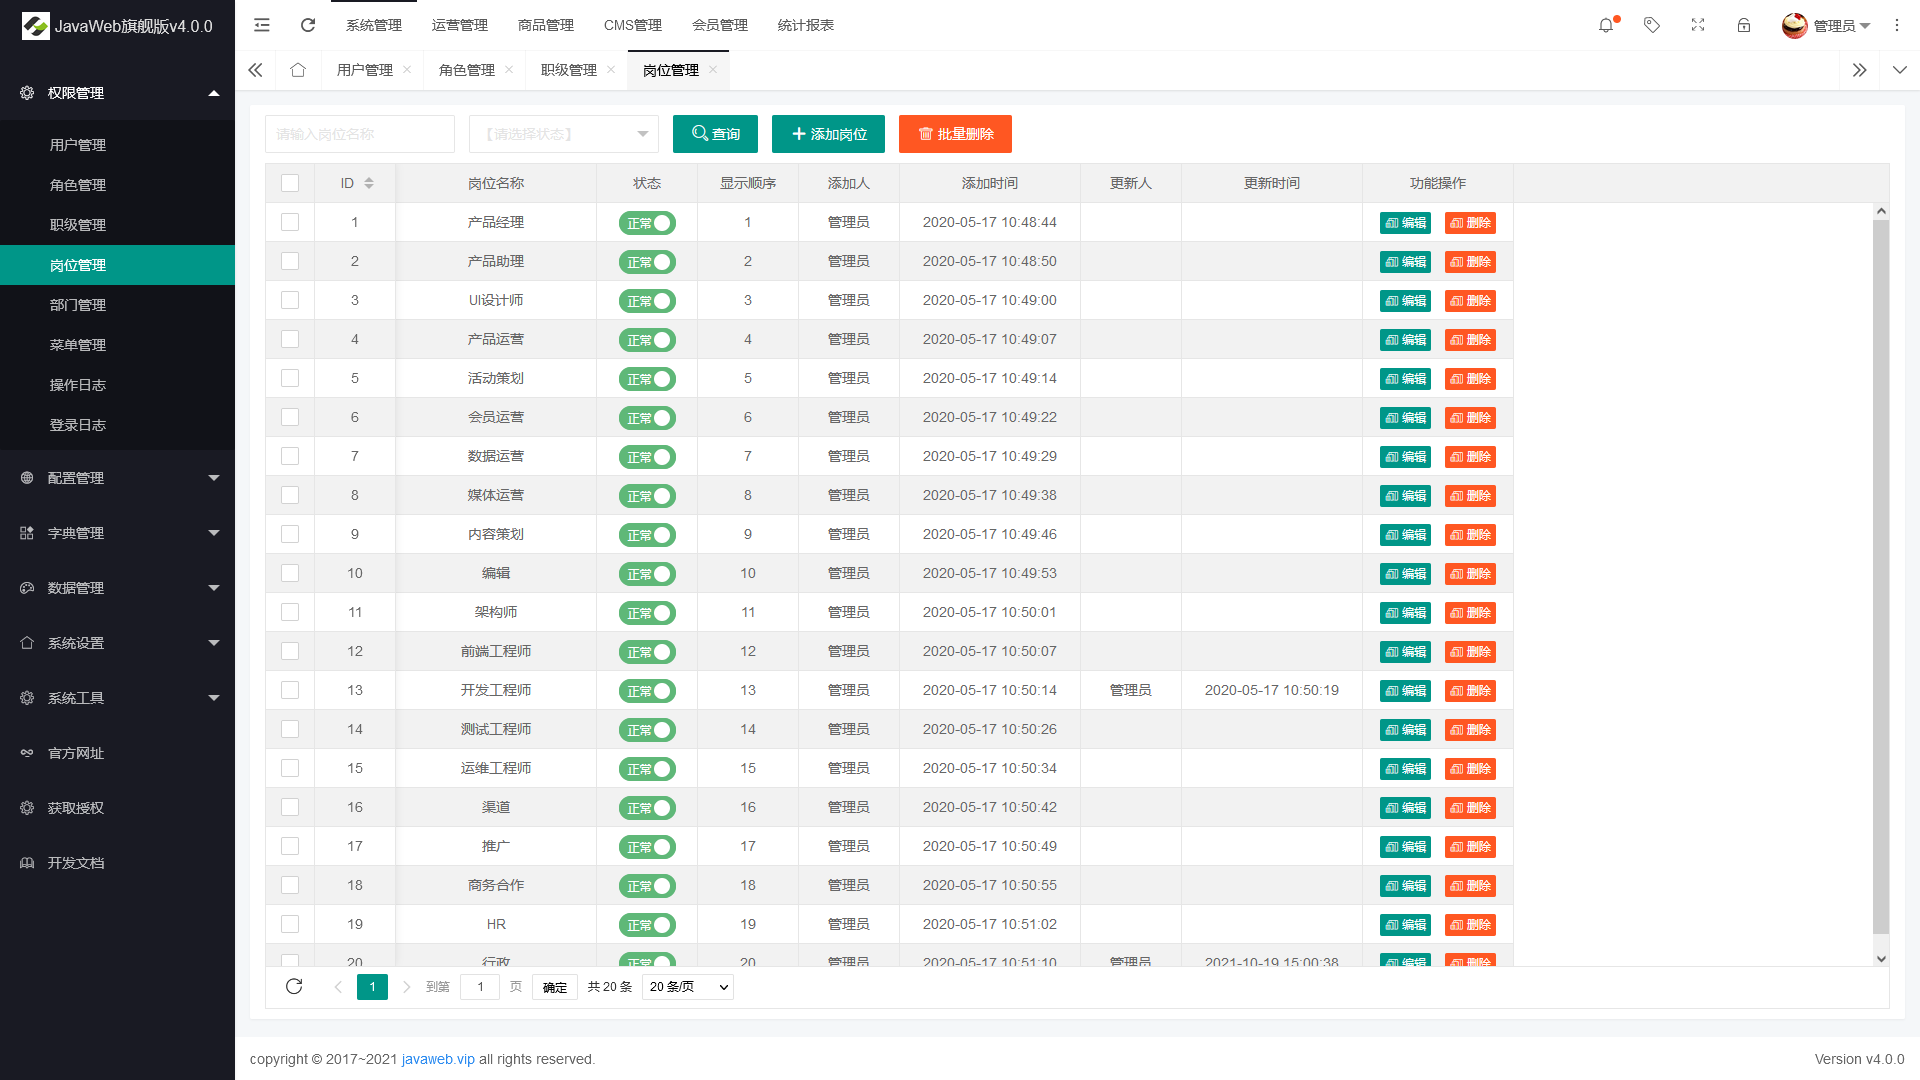 JavaWeb旗舰版v4.0.0
系统管理 运营管理 商品管理 CMS管理 会员管理 统计报表 管理员
用户管理 角色管理 职级管理 岗位管理
权限管理
用户管理
角色管理
职级管理
岗位管理
部门管理
菜单管理
操作日志
登录日志
配置管理
字典管理
数据管理
系统设置
系统工具
官方网址
获取授权
开发文档
请输入岗位名称 【请选择状态】 查询 添加岗位 批量删除
ID 岗位名称 状态 显示顺序 添加人 添加时间 更新人 更新时间 功能操作
1 产品经理 正常 1 管理员 2020-05-17 10:48:44 编辑 删除
2 产品助理 正常 2 管理员 2020-05-17 10:48:50 编辑 删除
3 UI设计师 正常 3 管理员 2020-05-17 10:49:00 编辑 删除
4 产品运营 正常 4 管理员 2020-05-17 10:49:07 编辑 删除
5 活动策划 正常 5 管理员 2020-05-17 10:49:14 编辑 删除
6 会员运营 正常 6 管理员 2020-05-17 10:49:22 编辑 删除
7 数据运营 正常 7 管理员 2020-05-17 10:49:29 编辑 删除
8 媒体运营 正常 8 管理员 2020-05-17 10:49:38 编辑 删除
9 内容策划 正常 9 管理员 2020-05-17 10:49:46 编辑 删除
10 编辑 正常 10 管理员 2020-05-17 10:49:53 编辑 删除
11 架构师 正常 11 管理员 2020-05-17 10:50:01 编辑 删除
12 前端工程师 正常 12 管理员 2020-05-17 10:50:07 编辑 删除
13 开发工程师 正常 13 管理员 2020-05-17 10:50:14 管理员 2020-05-17 10:50:19 编辑 删除
14 测试工程师 正常 14 管理员 2020-05-17 10:50:26 编辑 删除
15 运维工程师 正常 15 管理员 2020-05-17 10:50:34 编辑 删除
16 渠道 正常 16 管理员 2020-05-17 10:50:42 编辑 删除
17 推广 正常 17 管理员 2020-05-17 10:50:49 编辑 删除
18 商务合作 正常 18 管理员 2020-05-17 10:50:55 编辑 删除
19 HR 正常 19 管理员 2020-05-17 10:51:02 编辑 删除
20 行政 正常 20 管理员 2020-05-17 10:51:10 管理员 2021-10-19 15:00:38 编辑 删除
1 到第 1 页 确定 共 20 条 20 条/页
copyright © 2017~2021 javaweb.vip all rights reserved. Version v4.0.0